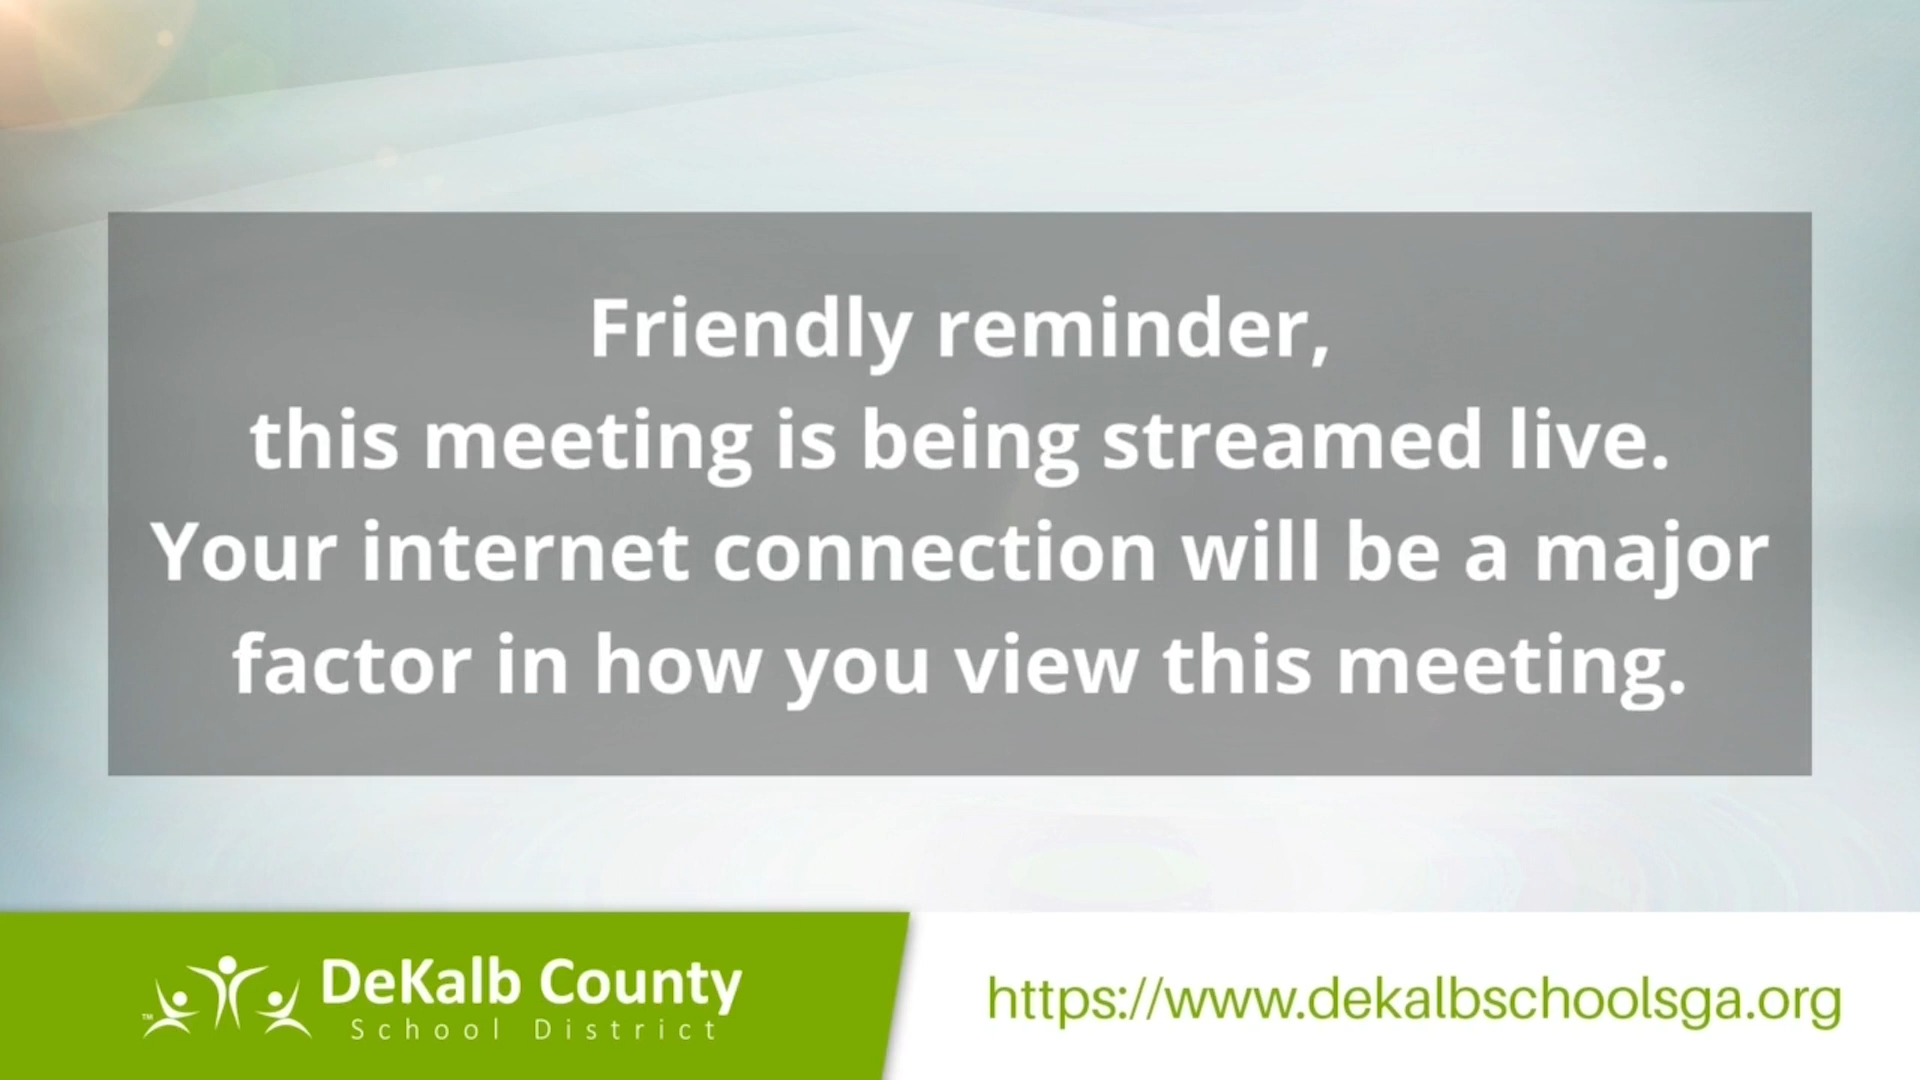 Friendly reminder,
this meeting is being streamed live.
Your internet connection will be a major
factor in how you view this meeting.
DeKalb County
School District
TM
https://www.dekalbschoolsga.org